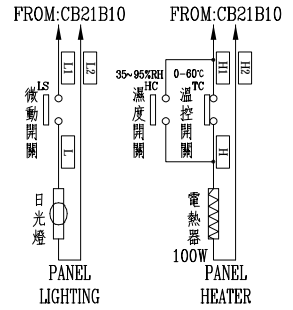 FROM:CB21B10
FROM:CB21B10
L1
L2
LS
微動開關
L
日光燈
PANEL
LIGHTING
35~95%RH
HC
濕度開關
0-60℃
TC
溫控開關
H1
H2
H
電熱器
100W
PANEL
HEATER